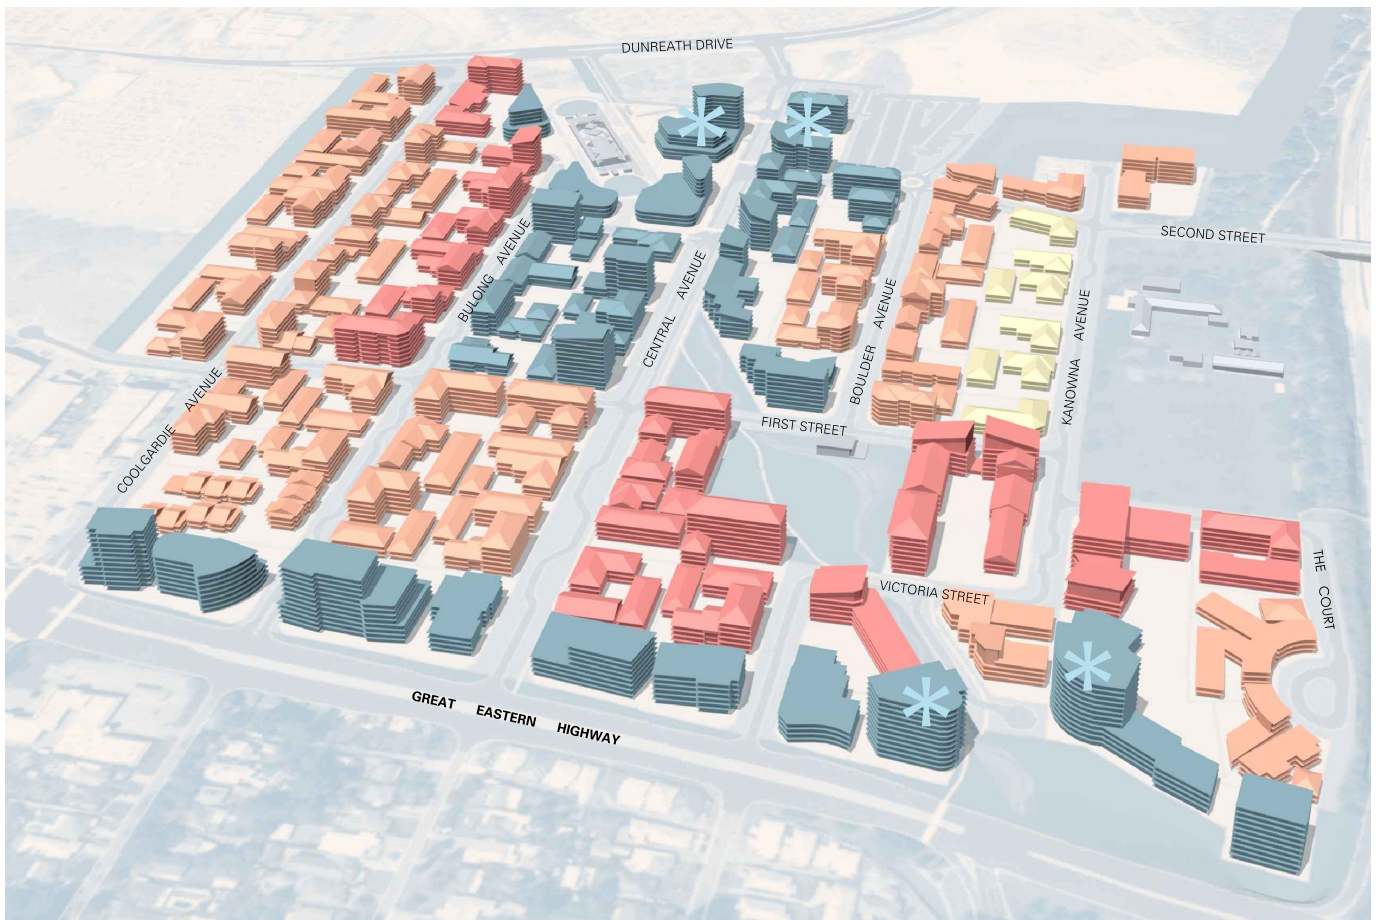 DUNREATH DRIVE
SECOND STREET
BULONG AVENUE
CENTRAL AVENUE
BOULDER AVENUE
KANOWNA AVENUE
COOLGARDIE AVENUE
FIRST STREET
VICTORIA STREET
THE COURT
GREAT EASTERN HIGHWAY